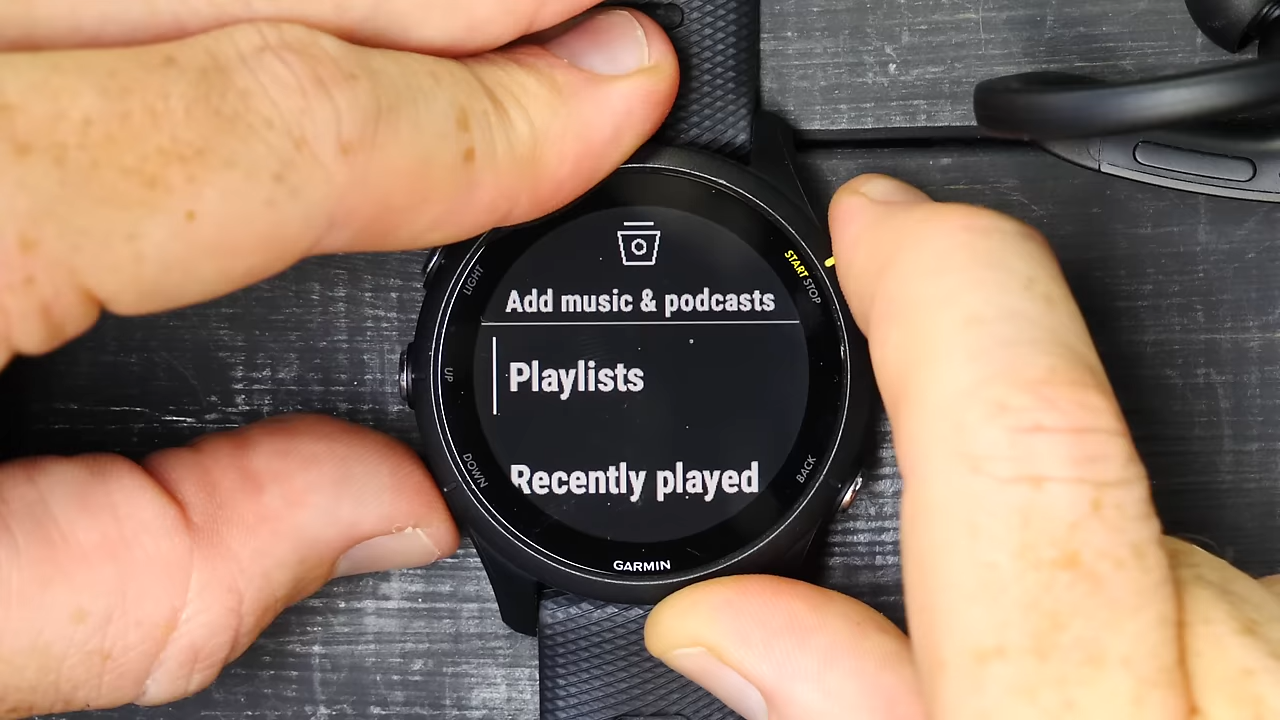 Add music & podcasts
Playlists
Recently played
LIGHT
UP
DOWN
START STOP
BACK
GARMIN